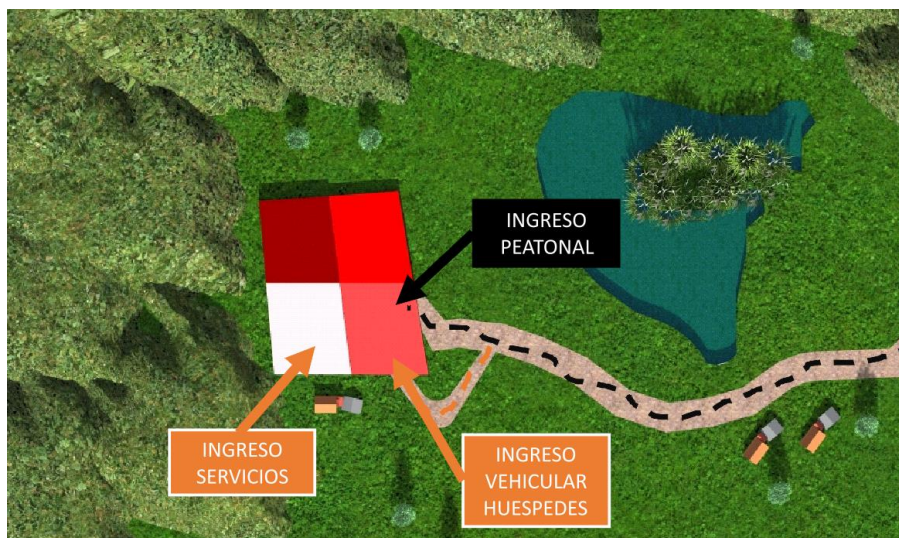 INGRESO
PEATONAL
INGRESO
SERVICIOS
INGRESO
VEHICULAR
HUESPEDES